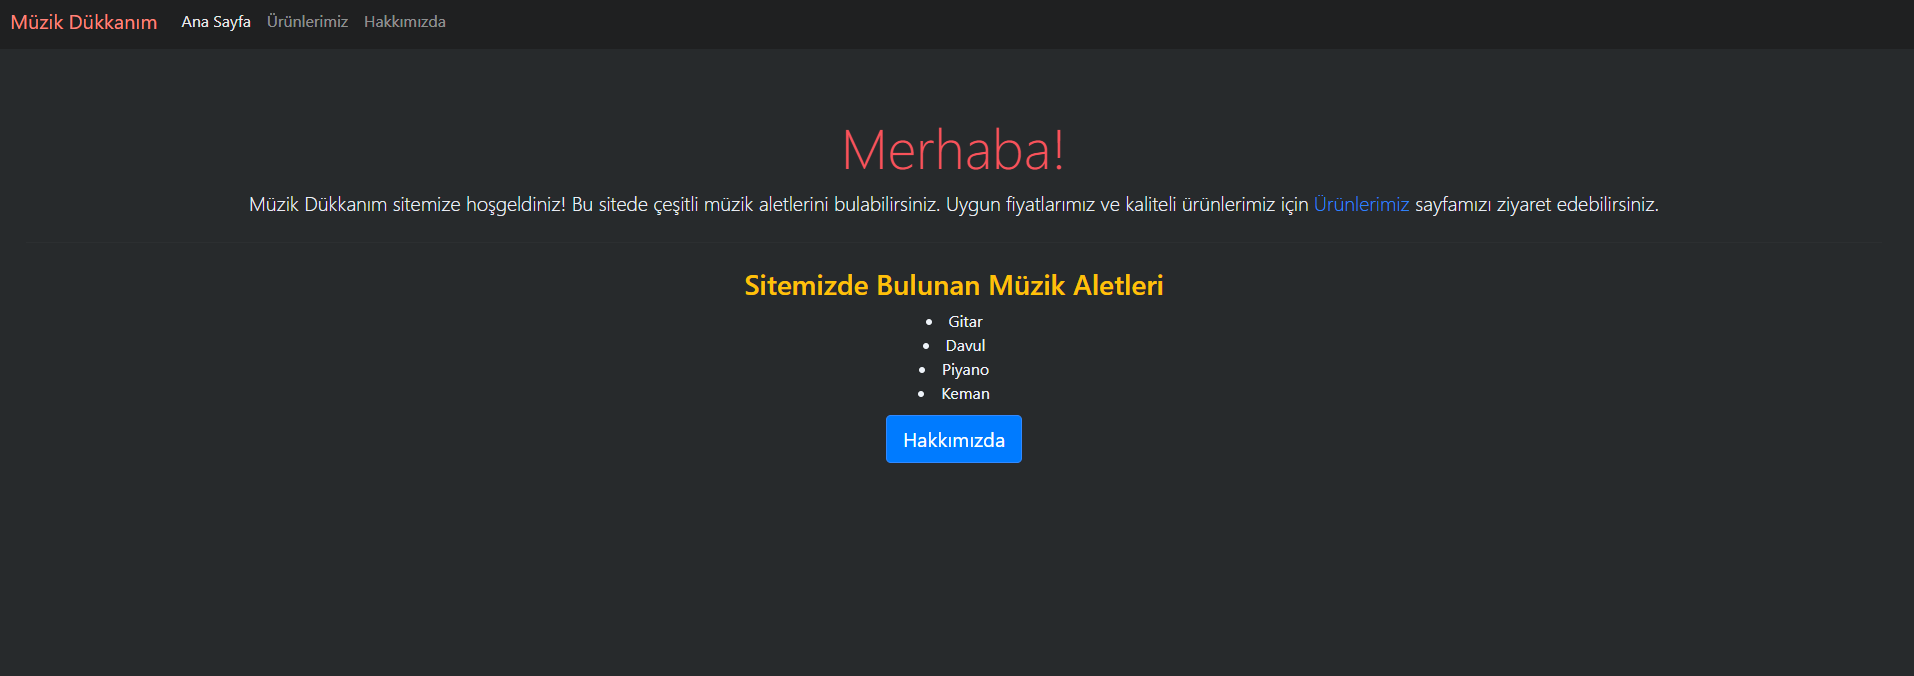 Müzik Dükkanım Ana Sayfa Ürünlerimiz Hakkımızda
Merhaba!
Müzik Dükkanım sitemize hoşgeldiniz! Bu sitede çeşitli müzik aletlerini bulabilirsiniz. Uygun fiyatlarımız ve kaliteli ürünlerimiz için Ürünlerimiz sayfamızı ziyaret edebilirsiniz.
Sitemizde Bulunan Müzik Aletleri
• Gitar
• Davul
• Piyano
• Keman
Hakkımızda